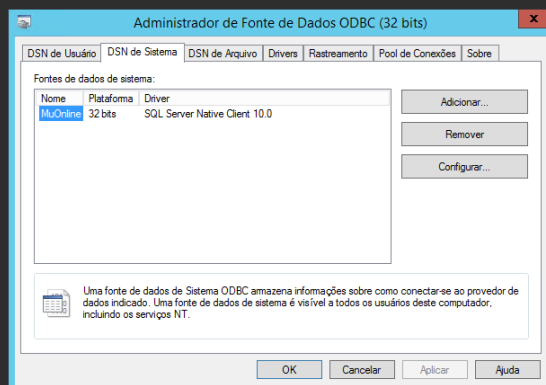 Administrador de Fonte de Dados ODBC (32 bits)
x
DSN de Usuário DSN de Sistema DSN de Arquivo Drivers Rastreamento Pool de Conexões Sobre
Fontes de dados de sistema:
Nome Plataforma Driver
MuOnline 32 bits SQL Server Native Client 10.0
Adicionar...
Remover
Configurar...
Uma fonte de dados de Sistema ODBC armazena informações sobre como conectar-se ao provedor de
dados indicado. Uma fonte de dados de sistema é visível a todos os usuários deste computador,
incluindo os serviços NT.
OK Cancelar Aplicar Ajuda